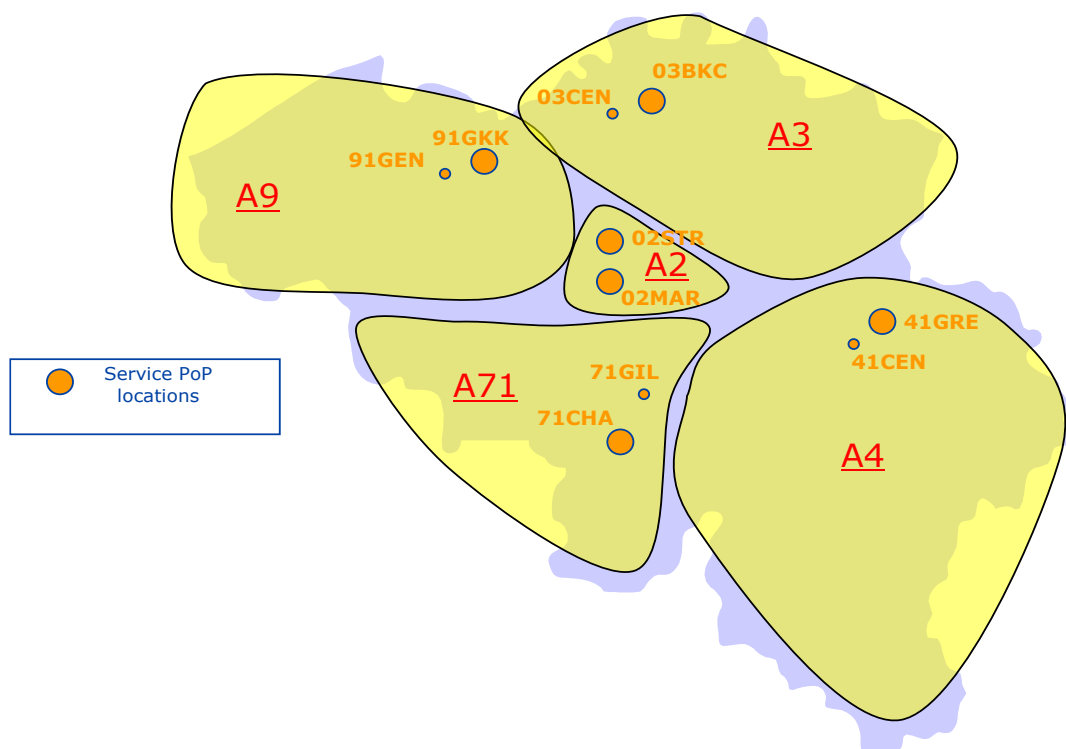 03BKC
03CEN
A3
91GKK
91GEN
A9
02STR
A2
02MAR
41GRE
41CEN
Service PoP
locations
71GIL
A71
71CHA
A4